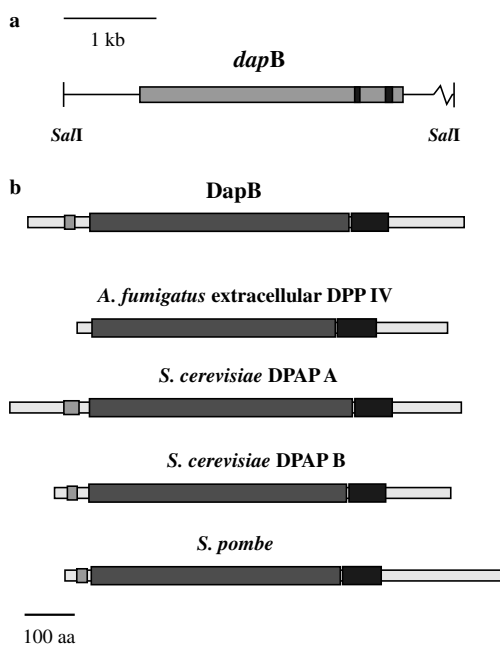 a
1 kb
dapB
SalI
SalI
b
DapB
A. fumigatus extracellular DPP IV
S. cerevisiae DPAP A
S. cerevisiae DPAP B
S. pombe
100 aa